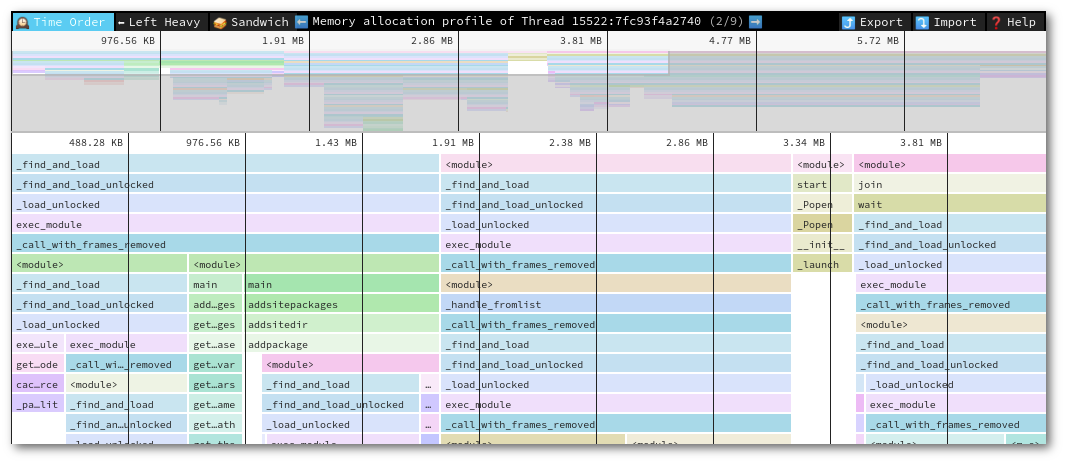 🕰️ Time Order ⬅️ Left Heavy 🥪 Sandwich ⬅️ Memory allocation profile of Thread 15522:7fc93f4a2740 (2/9) ➡️ ↗️ Export ↘️ Import ❓ Help
976.56 KB 1.91 MB 2.86 MB 3.81 MB 4.77 MB 5.72 MB
488.28 KB 976.56 KB 1.43 MB 1.91 MB 2.38 MB 2.86 MB 3.34 MB 3.81 MB
_find_and_load <module> <module> <module>
_find_and_load_unlocked _find_and_load start join
_load_unlocked _find_and_load_unlocked _Popen wait
exec_module _load_unlocked _Popen _find_and_load
_call_with_frames_removed exec_module __init__ _find_and_load_unlocked
<module> <module> _call_with_frames_removed _launch _load_unlocked
_find_and_load main main <module> exec_module
_find_and_load_unlocked add…ges addsitepackages _handle_fromlist _call_with_frames_removed
_load_unlocked get…ges addsitedir _call_with_frames_removed <module>
exe…ule exec_module get…ase addpackage _find_and_load _find_and_load
get…ode _call_wi…_removed get…var <module> _find_and_load_unlocked _find_and_load_unlocked
cac…rce <module> get…ars _find_and_load … _load_unlocked _load_unlocked
_pa…lit _find_and_load get…ame _find_and_load_unlocked … exec_module exec_module
_find_an…unlocked get…ath _load_unlocked … _call_with_frames_removed _call_with_frames_removed
_load_unlocked exec_module <module> <module> <module>